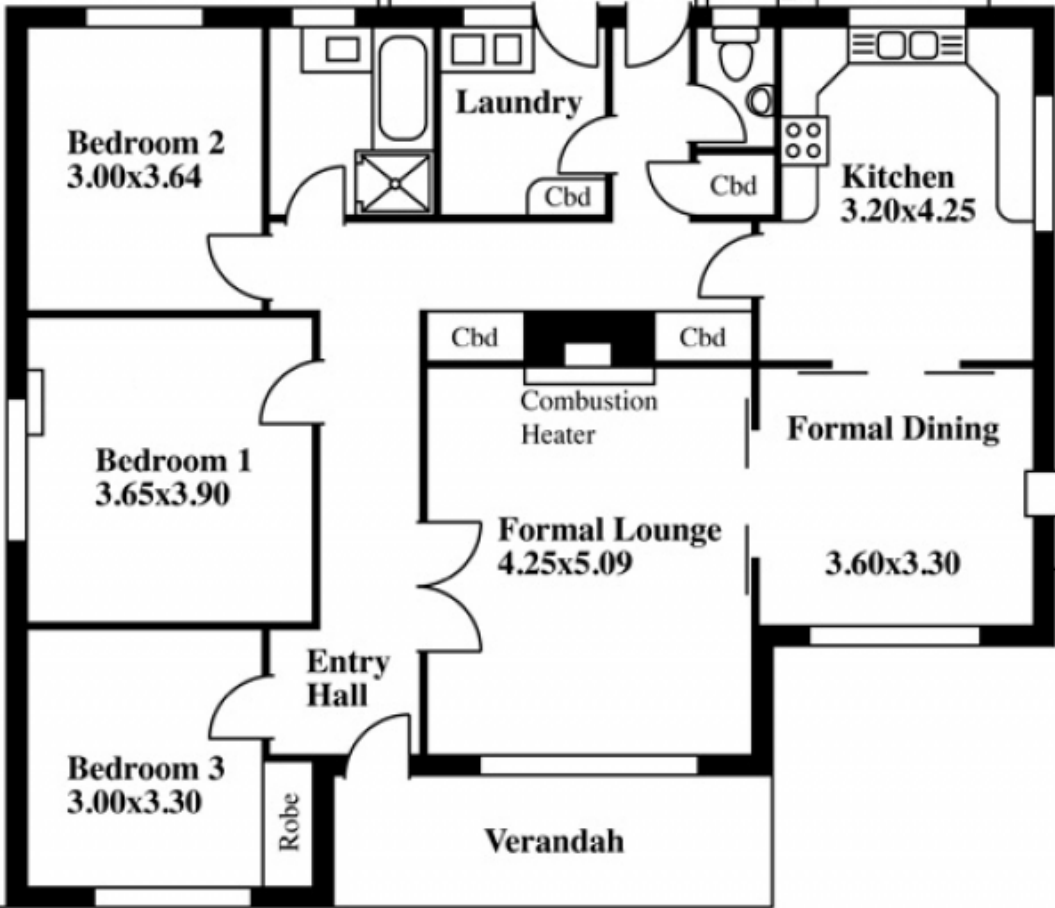 Laundry
Bedroom 2
3.00x3.64
Cbd
Cbd
Kitchen
3.20x4.25
Cbd
Cbd
Combustion
Heater
Formal Dining
Bedroom 1
3.65x3.90
Formal Lounge
4.25x5.09
3.60x3.30
Entry
Hall
Bedroom 3
3.00x3.30
Robe
Verandah